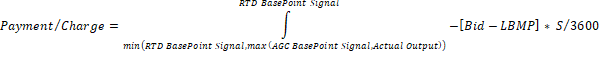 RTD BasePoint Signal
Payment/Charge = ∫ −[Bid − LBMP] * S/3600
min(RTD BasePoint Signal,max(AGC BasePoint Signal,Actual Output))